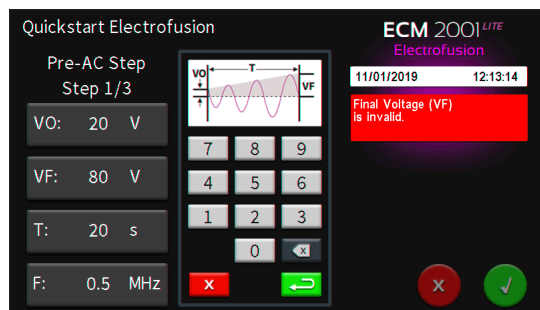 Quickstart Electrofusion
Pre-AC Step
Step 1/3
VO: 20 V
VF: 80 V
T: 20 s
F: 0.5 MHz
VO
T
VF
7 8 9
4 5 6
1 2 3
0 x
X
ECM 2001 LITE
Electrofusion
11/01/2019 12:13:14
Final Voltage (VF)
is invalid.